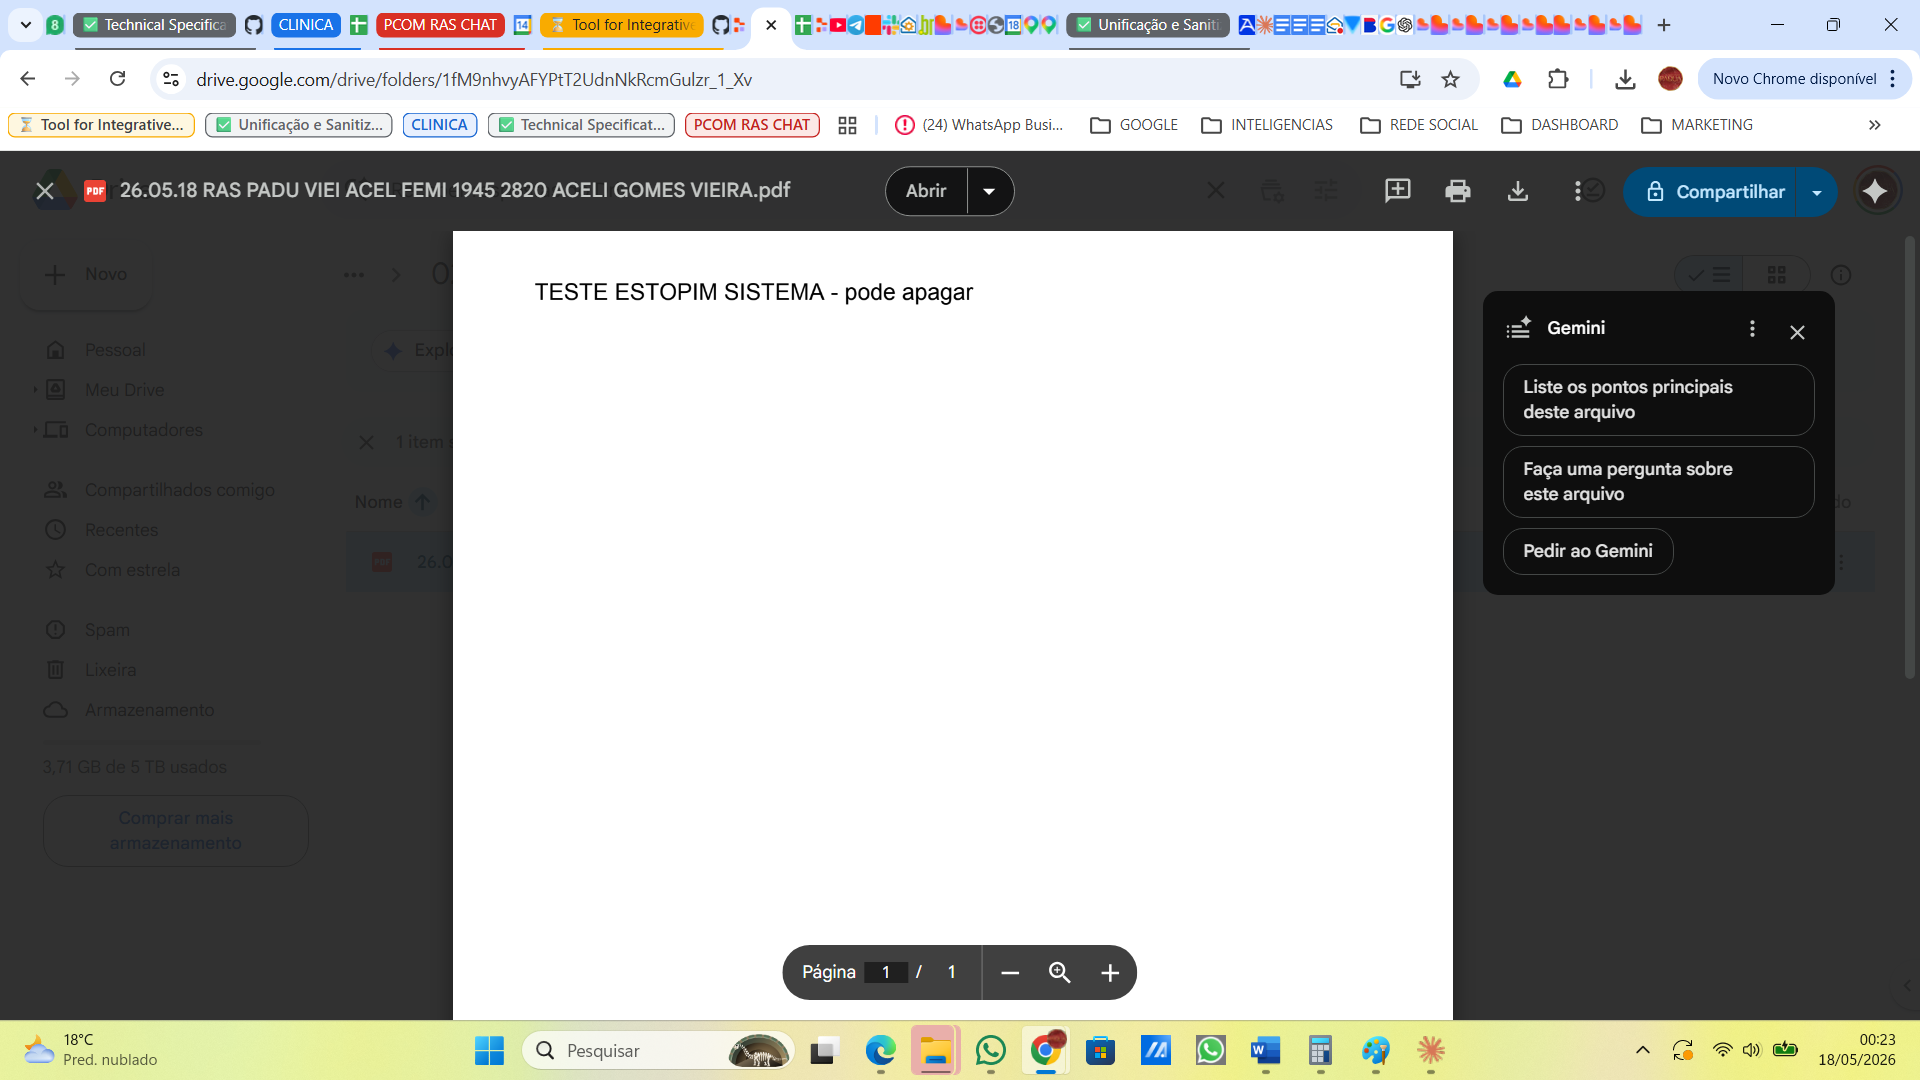 8
Technical Specifica
CLINICA
PCOM RAS CHAT
14
Tool for Integrative
18
Unificação e Saniti
drive.google.com/drive/folders/1fM9nhvyAFYPtT2UdnNkRcmGulzr_1_Xv
Novo Chrome disponível
Tool for Integrative...
Unificação e Sanitiz...
CLINICA
Technical Specificat...
PCOM RAS CHAT
(24) WhatsApp Busi...
GOOGLE
INTELIGENCIAS
REDE SOCIAL
DASHBOARD
MARKETING
PDF
26.05.18 RAS PADU VIEI ACEL FEMI 1945 2820 ACELI GOMES VIEIRA.pdf
Abrir
Compartilhar
Novo
TESTE ESTOPIM SISTEMA - pode apagar
Gemini
Liste os pontos principais
deste arquivo
Faça uma pergunta sobre
este arquivo
Pedir ao Gemini
Pessoal
Meu Drive
Computadores
1 item
Compartilhados comigo
Nome
Recentes
Com estrela
26.0
Spam
Lixeira
Armazenamento
3,71 GB de 5 TB usados
Comprar mais
armazenamento
Página 1 / 1
18°C
Pred. nublado
Pesquisar
00:23
18/05/2026